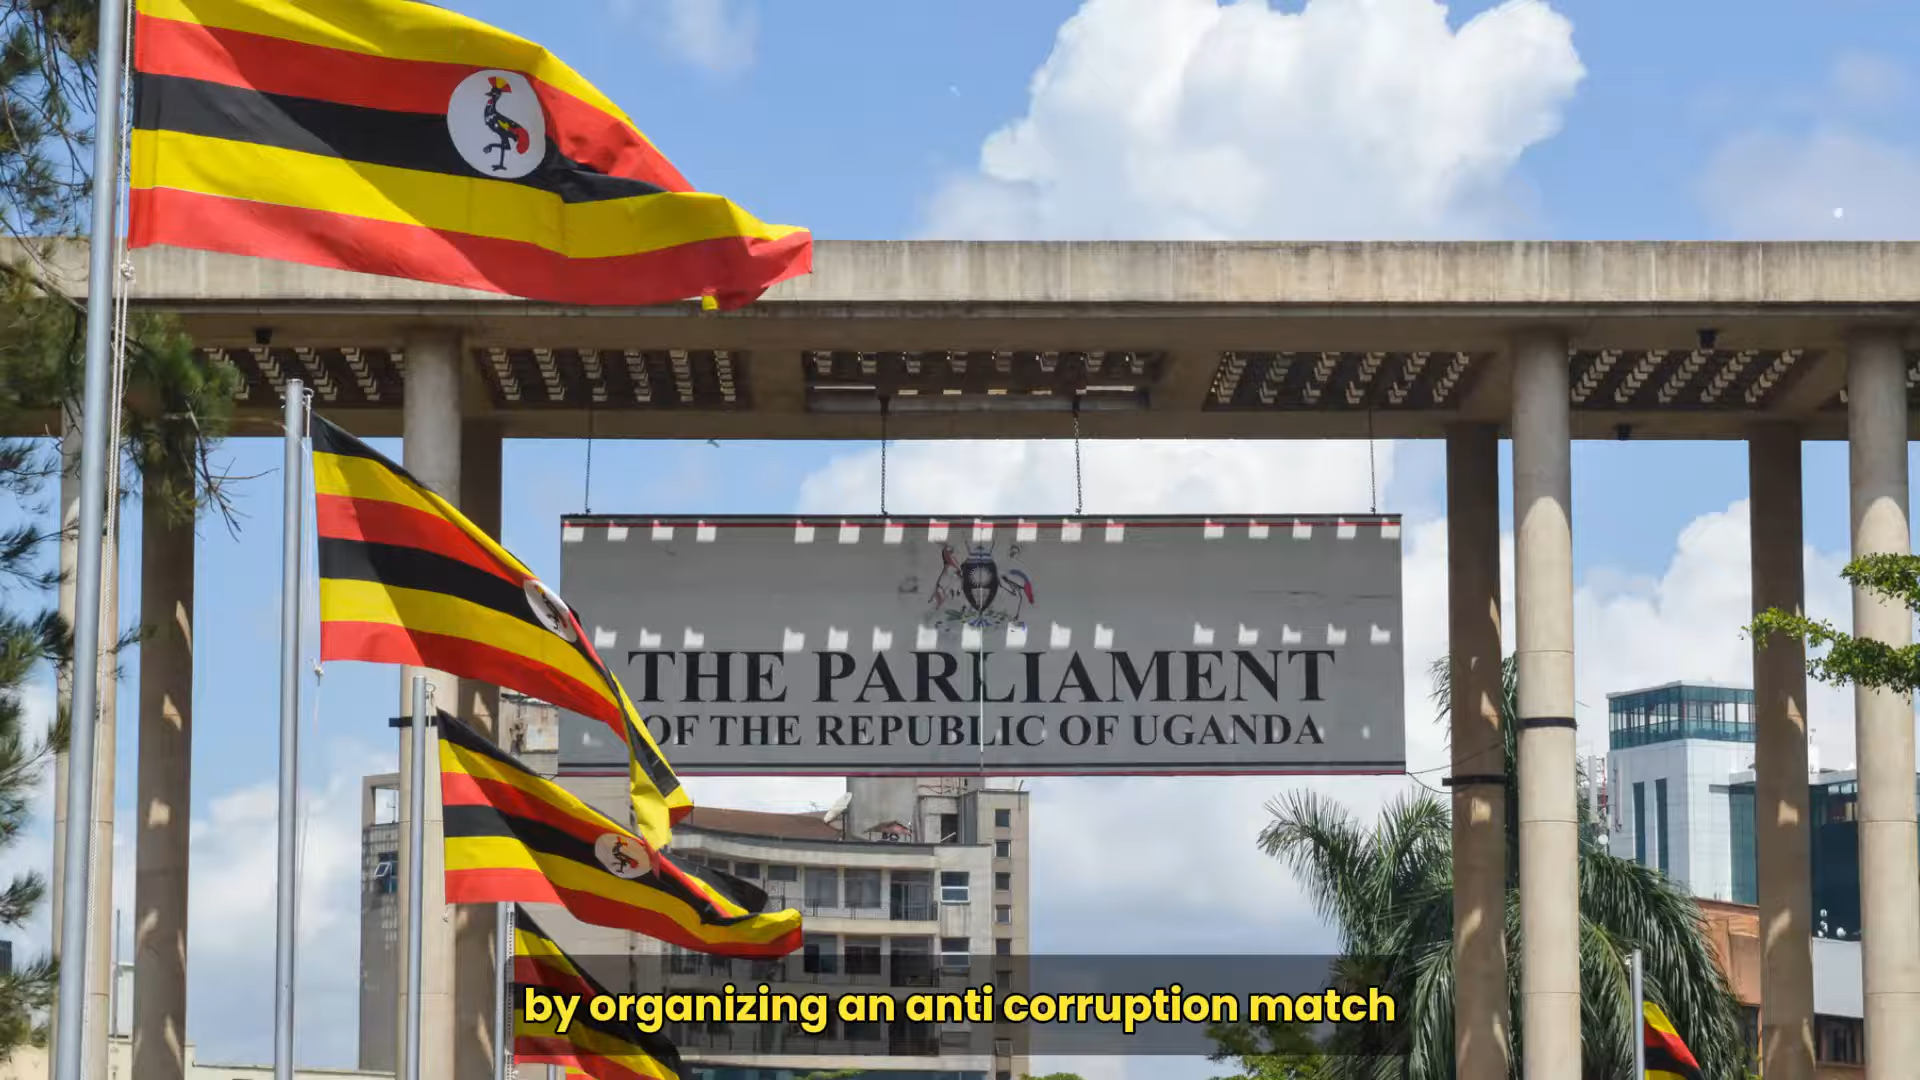 THE PARLIAMENT
OF THE REPUBLIC OF UGANDA
by organizing an anti corruption match